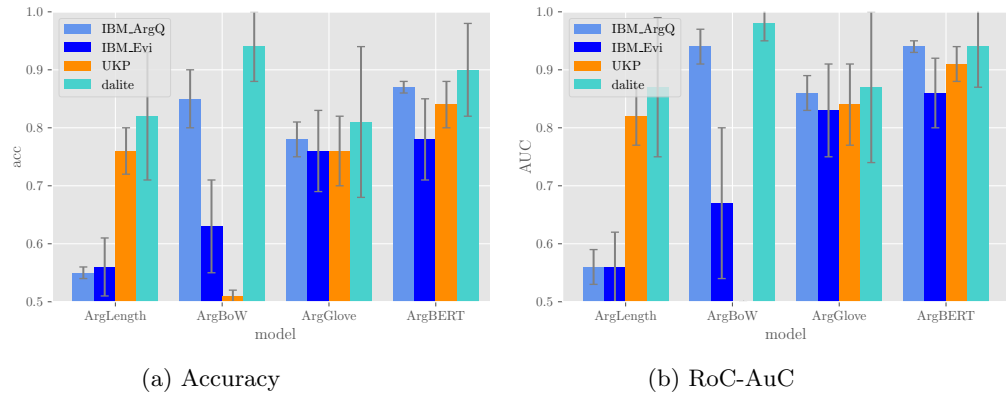 1.0
0.9
0.8
0.7
0.6
0.5
acc
IBM_ArgQ
IBM_Evi
UKP
dalite
ArgLength ArgBoW ArgGlove ArgBERT
model
(a) Accuracy
1.0
0.9
0.8
0.7
0.6
0.5
AUC
IBM_ArgQ
IBM_Evi
UKP
dalite
ArgLength ArgBoW ArgGlove ArgBERT
model
(b) RoC-AuC